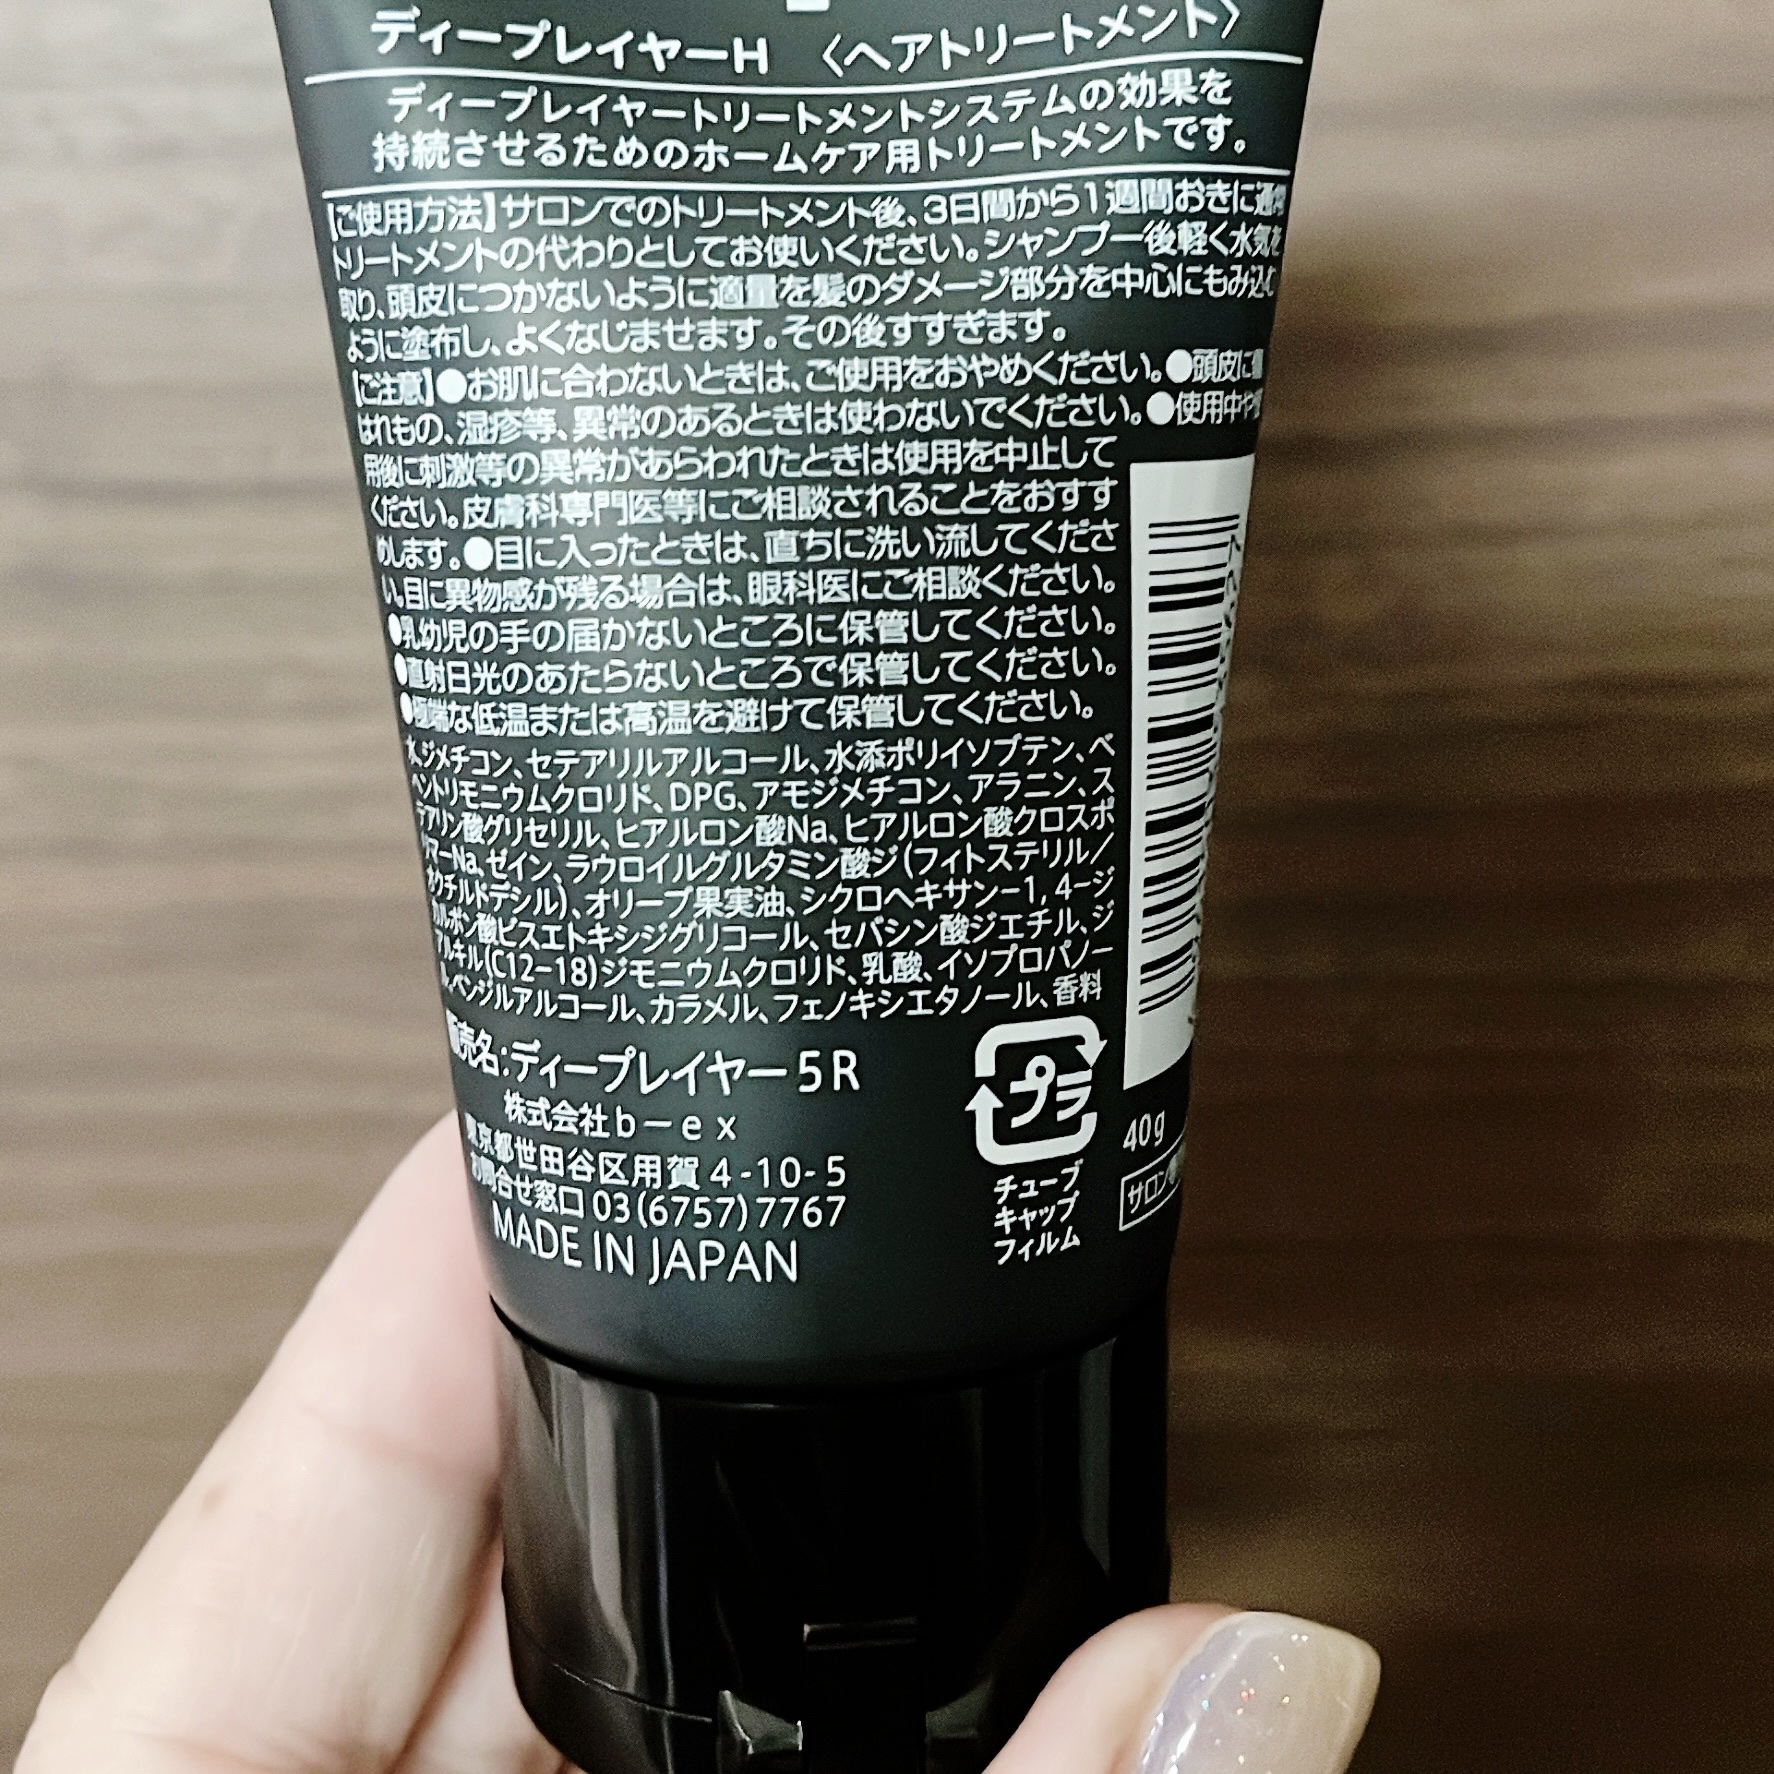 ディープレイヤーH 〈ヘアトリートメント〉
ディープレイヤートリートメントシステムの効果を
持続させるためのホームケア用トリートメントです。
【ご使用方法】サロンでのトリートメント後、3日間から1週間おきに通常
トリートメントの代わりとしてお使いください。シャンプー後軽く水気を
取り、頭皮につかないように適量を髪のダメージ部分を中心にもみ込む
ように塗布し、よくなじませます。その後すすぎます。
【ご注意】●お肌に合わないときは、ご使用をおやめください。●頭皮に
はれもの、湿疹等、異常のあるときは使わないでください。●使用中や
用後に刺激等の異常があらわれたときは使用を中止して
ください。皮膚科専門医等にご相談されることをおすす
めします。●目に入ったときは、直ちに洗い流してくださ
い。目に異物感が残る場合は、眼科医にご相談ください。
●乳幼児の手の届かないところに保管してください。
●直射日光のあたらないところで保管してください。
●極端な低温または高温を避けて保管してください。
水、ジメチコン、セテアリルアルコール、水添ポリイソブテン、ベ
ヘントリモニウムクロリド、DPG、アモジメチコン、アラニン、ス
テアリン酸グリセリル、ヒアルロン酸Na、ヒアルロン酸クロスポ
リマーNa、ゼイン、ラウロイルグルタミン酸ジ(フィトステリル/
オクチルドデシル)、オリーブ果実油、シクロヘキサン-1, 4-ジ
カルボン酸ビスエトキシジグリコール、セバシン酸ジエチル、ジ
アルキル(C12-18)ジモニウムクロリド、乳酸、イソプロパノー
ル、ベンジルアルコール、カラメル、フェノキシエタノール、香料
販売名:ディープレイヤー5R
株式会社b-ex
東京都世田谷区用賀4-10-5
お問合せ窓口 03(6757)7767
MADE IN JAPAN
プラ
チューブ
キャップ
フィルム
40g
サロン